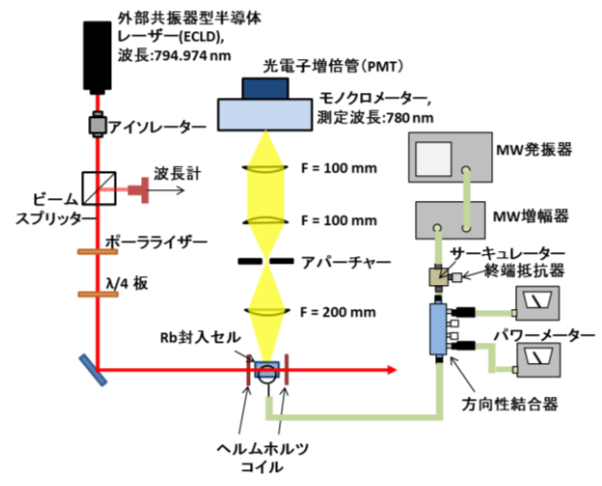 外部共振器型半導体
レーザー(ECLD),
波長:794.974 nm
光電子増倍管（PMT）
モノクロメーター,
測定波長:780 nm
アイソレーター
MW発振器
波長計
F = 100 mm
ビーム
スプリッター
F = 100 mm
MW増幅器
ポーラライザー
サーキュレーター
アパーチャー
終端抵抗器
λ/4 板
F = 200 mm
Rb封入セル
パワーメーター
方向性結合器
ヘルムホルツ
コイル